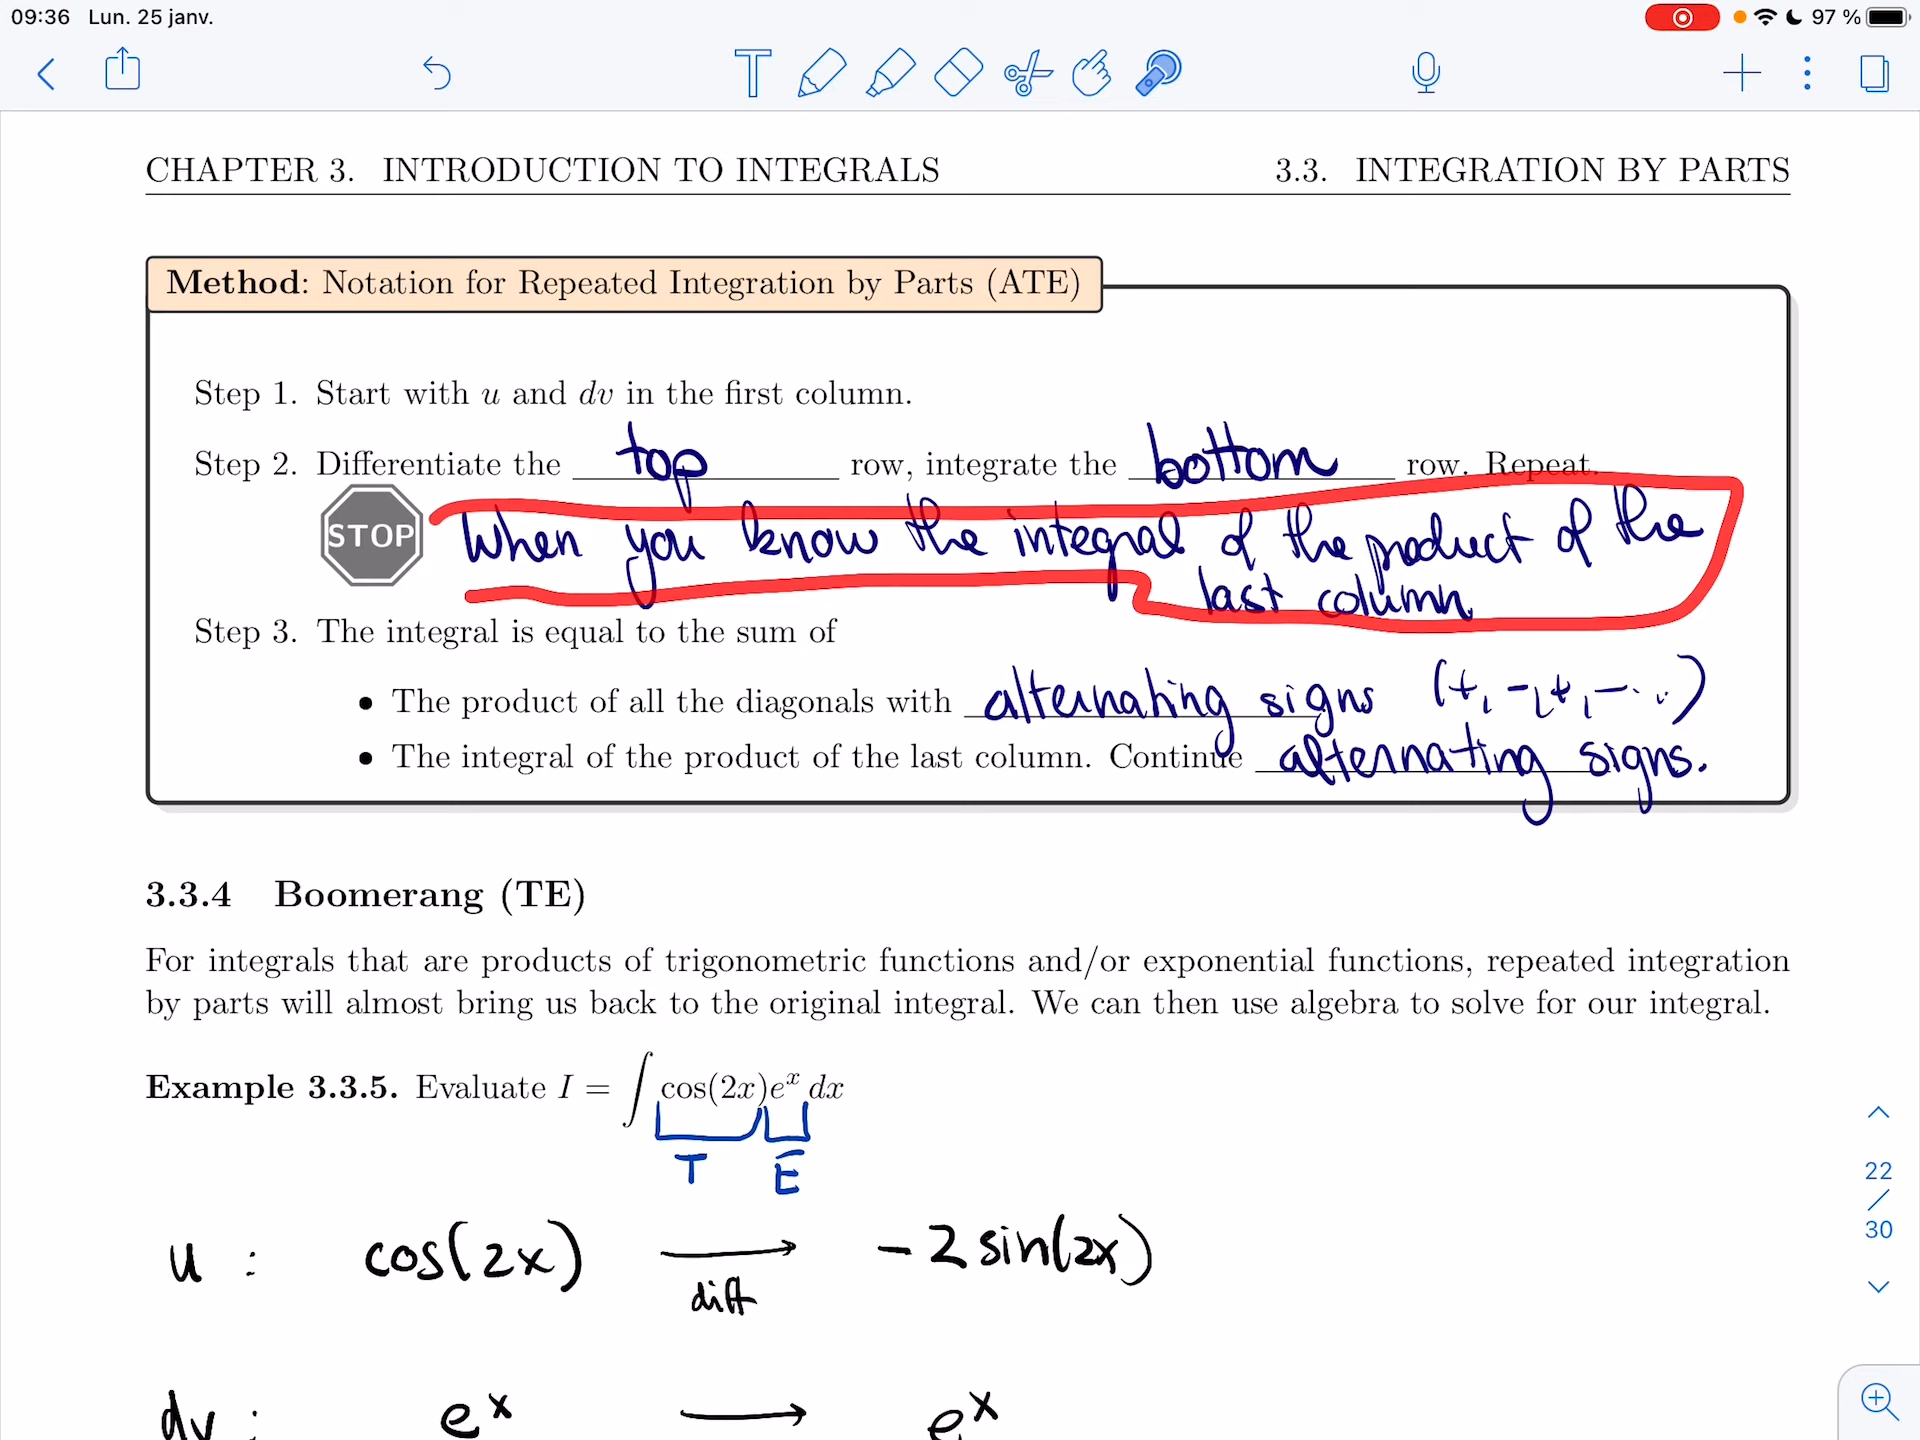 09:36 Lun. 25 janv. 97 %
CHAPTER 3. INTRODUCTION TO INTEGRALS 3.3. INTEGRATION BY PARTS
Method: Notation for Repeated Integration by Parts (ATE)
Step 1. Start with u and dv in the first column.
Step 2. Differentiate the top row, integrate the bottom row. Repeat.
STOP When you know the integral of the product of the
last column.
Step 3. The integral is equal to the sum of
• The product of all the diagonals with alternating signs (+, -, +, - ...)
• The integral of the product of the last column. Continue alternating signs.
3.3.4 Boomerang (TE)
For integrals that are products of trigonometric functions and/or exponential functions, repeated integration
by parts will almost bring us back to the original integral. We can then use algebra to solve for our integral.
Example 3.3.5. Evaluate I = ∫ cos(2x)eˣ dx
T E
u : cos(2x) → -2 sin(2x)
diff
dv : eˣ → eˣ
22
/
30